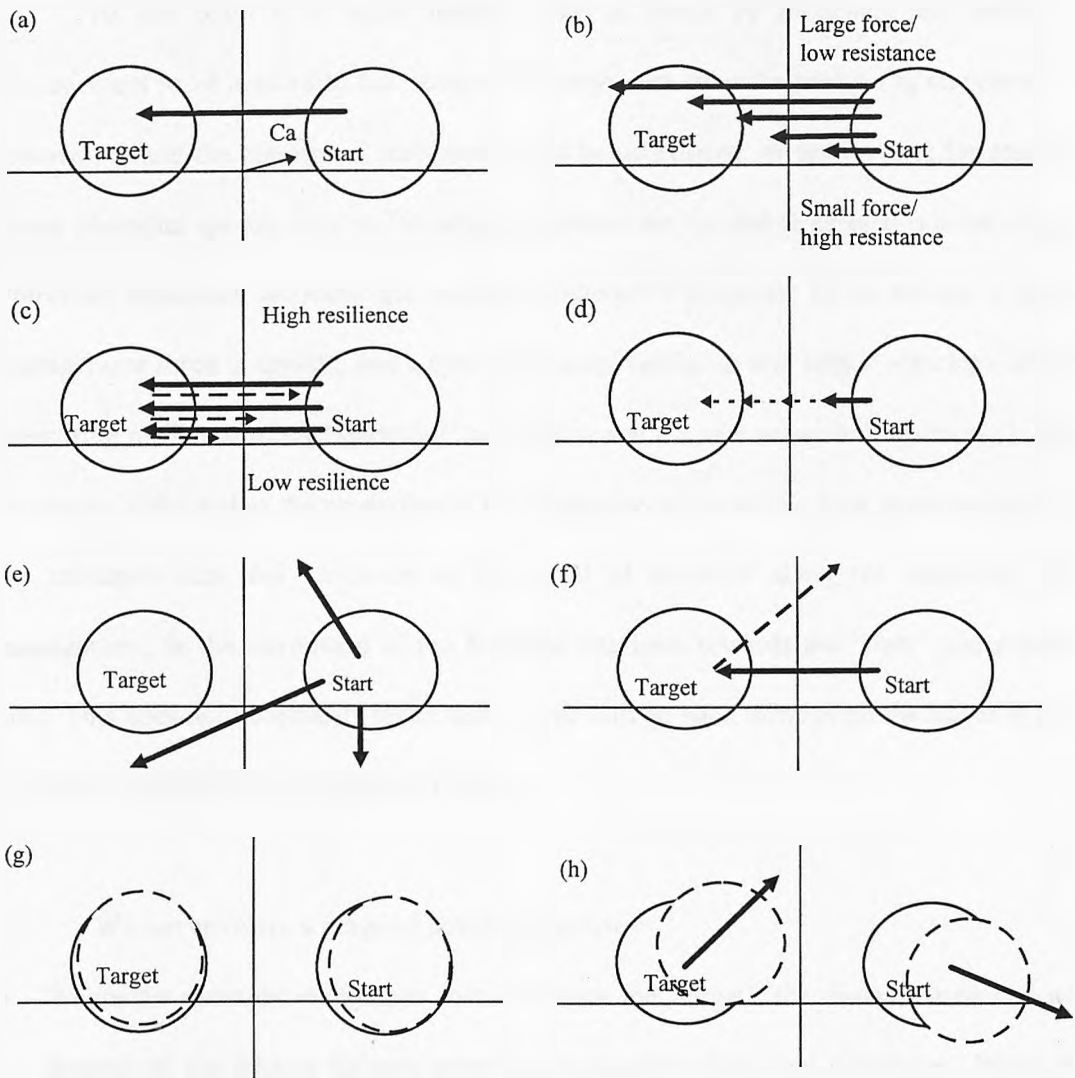 (a)
Target
Ca
Start
(b)
Large force/
low resistance
Target
Start
Small force/
high resistance
(c)
High resilience
Target
Start
Low resilience
(d)
Target
Start
(e)
Target
Start
(f)
Target
Start
(g)
Target
Start
(h)
Target
Start